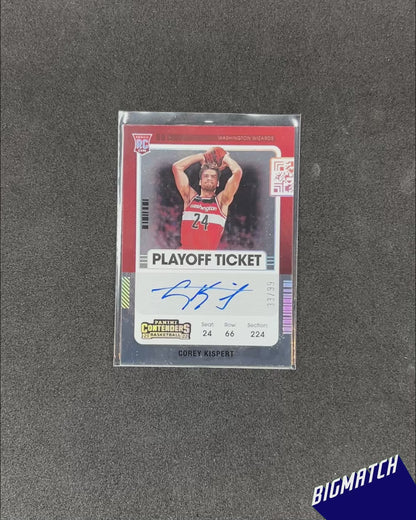 RC
WASHINGTON WIZARDS
Washington
24
PLAYOFF TICKET
33/99
PANINI
CONTENDERS
BASKETBALL
Seat Row Section
24 66 224
COREY KISPERT
BIGMATCH